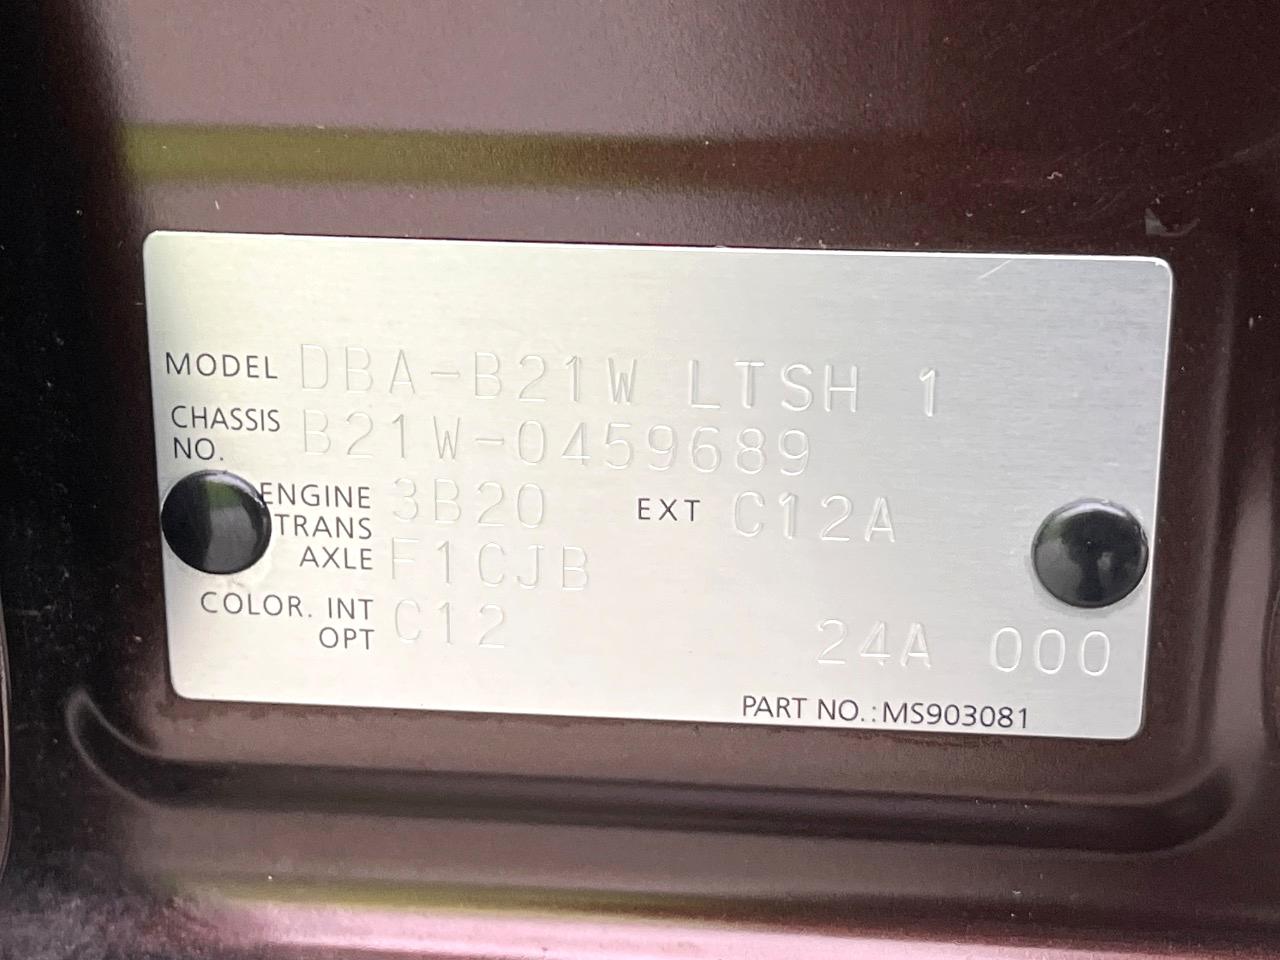 MODEL DBA-B21W LTSH 1
CHASSIS NO. B21W-0459689
ENGINE 3B20 EXT C12A
TRANS AXLE F1CJB
COLOR. INT OPT C12 24A 000
PART NO.:MS903081